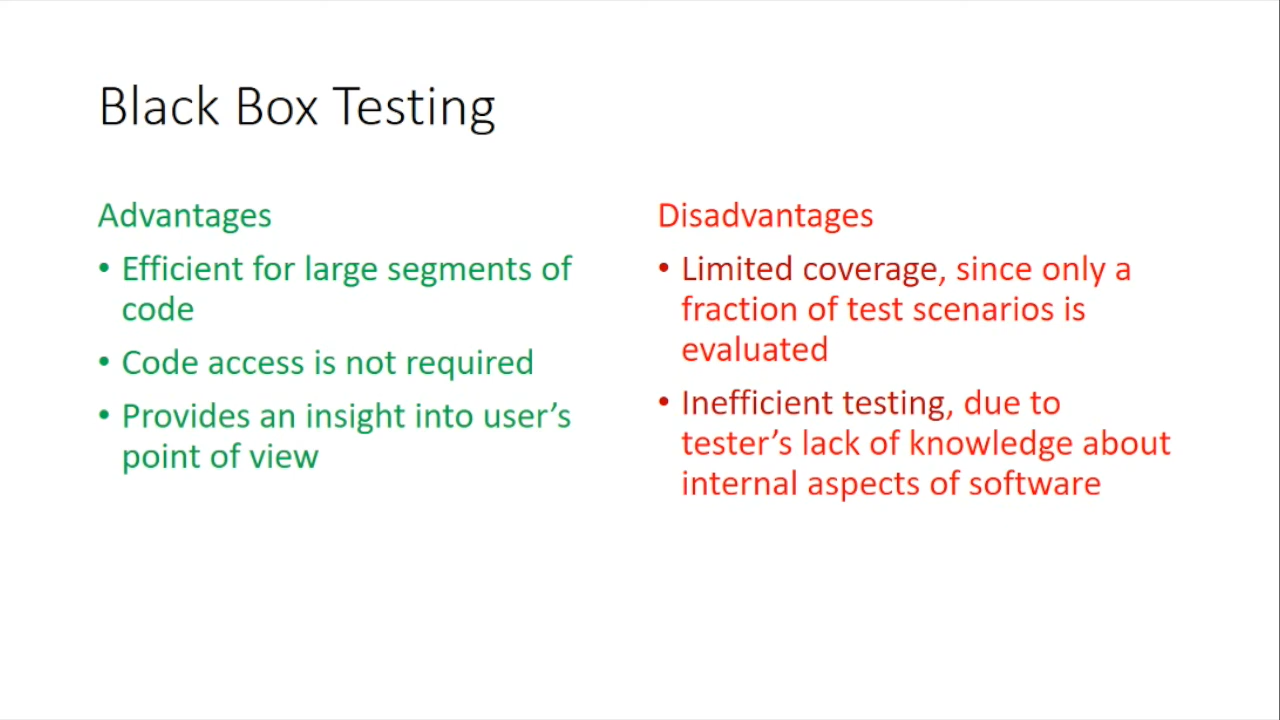 Black Box Testing
Advantages
• Efficient for large segments of
code
• Code access is not required
• Provides an insight into user’s
point of view
Disadvantages
• Limited coverage, since only a
fraction of test scenarios is
evaluated
• Inefficient testing, due to
tester’s lack of knowledge about
internal aspects of software